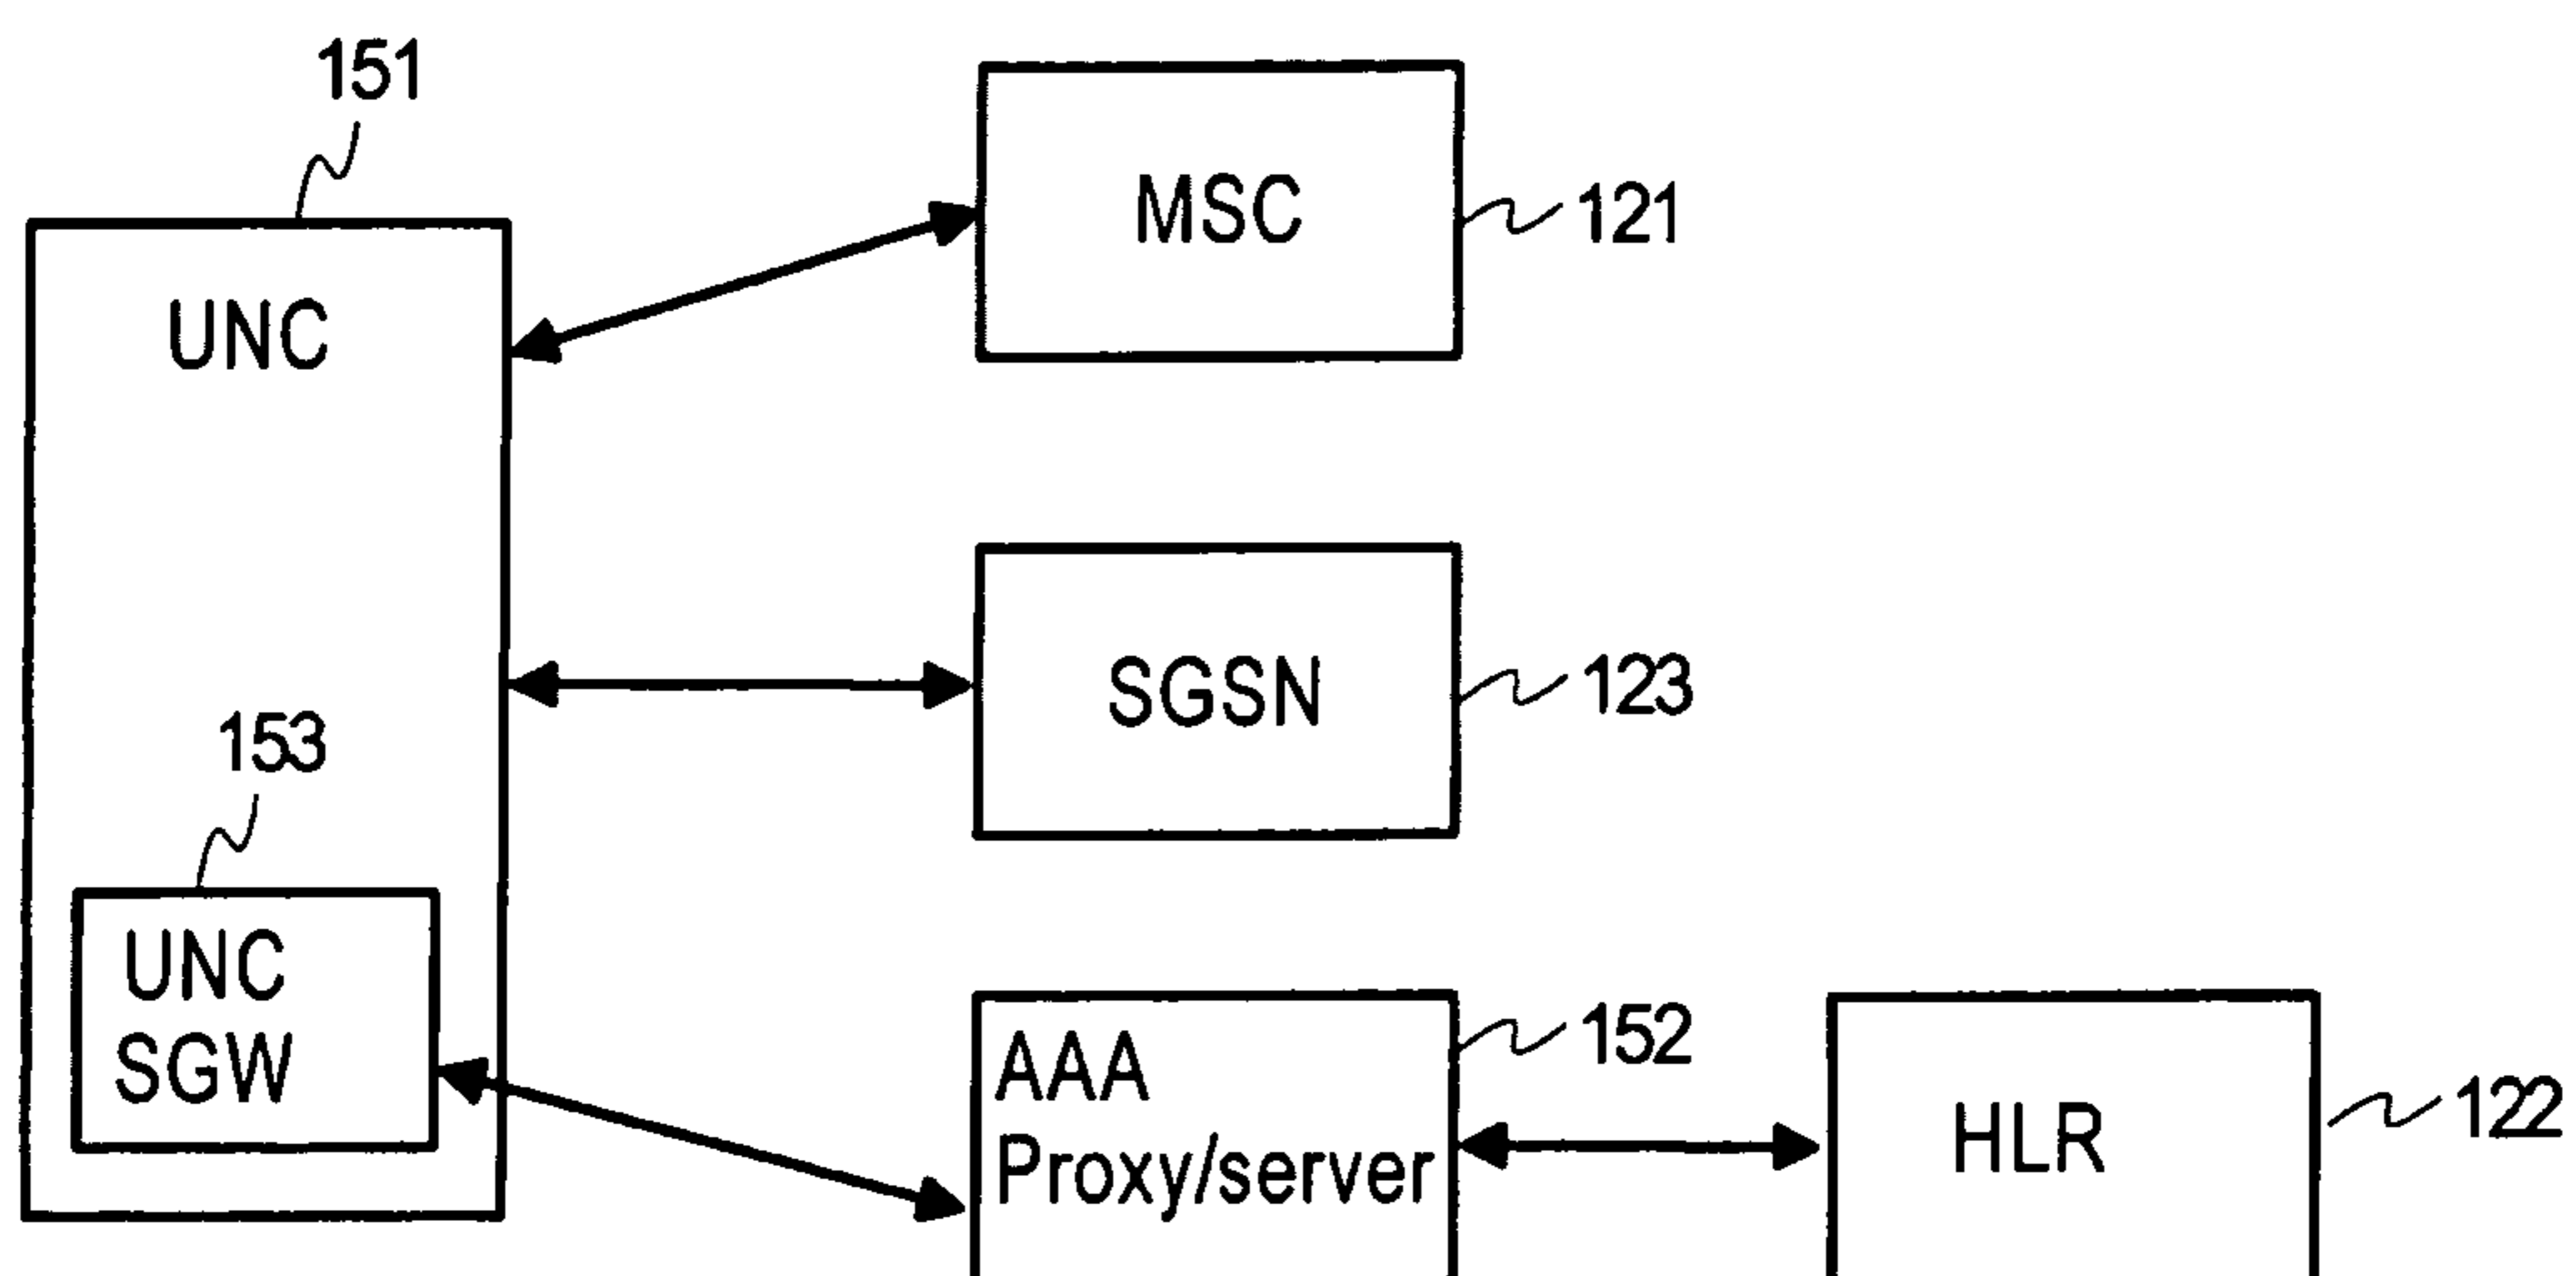 151
MSC
121
UNC
SGSN
123
153
UNC
SGW
AAA
Proxy/server
152
HLR
122